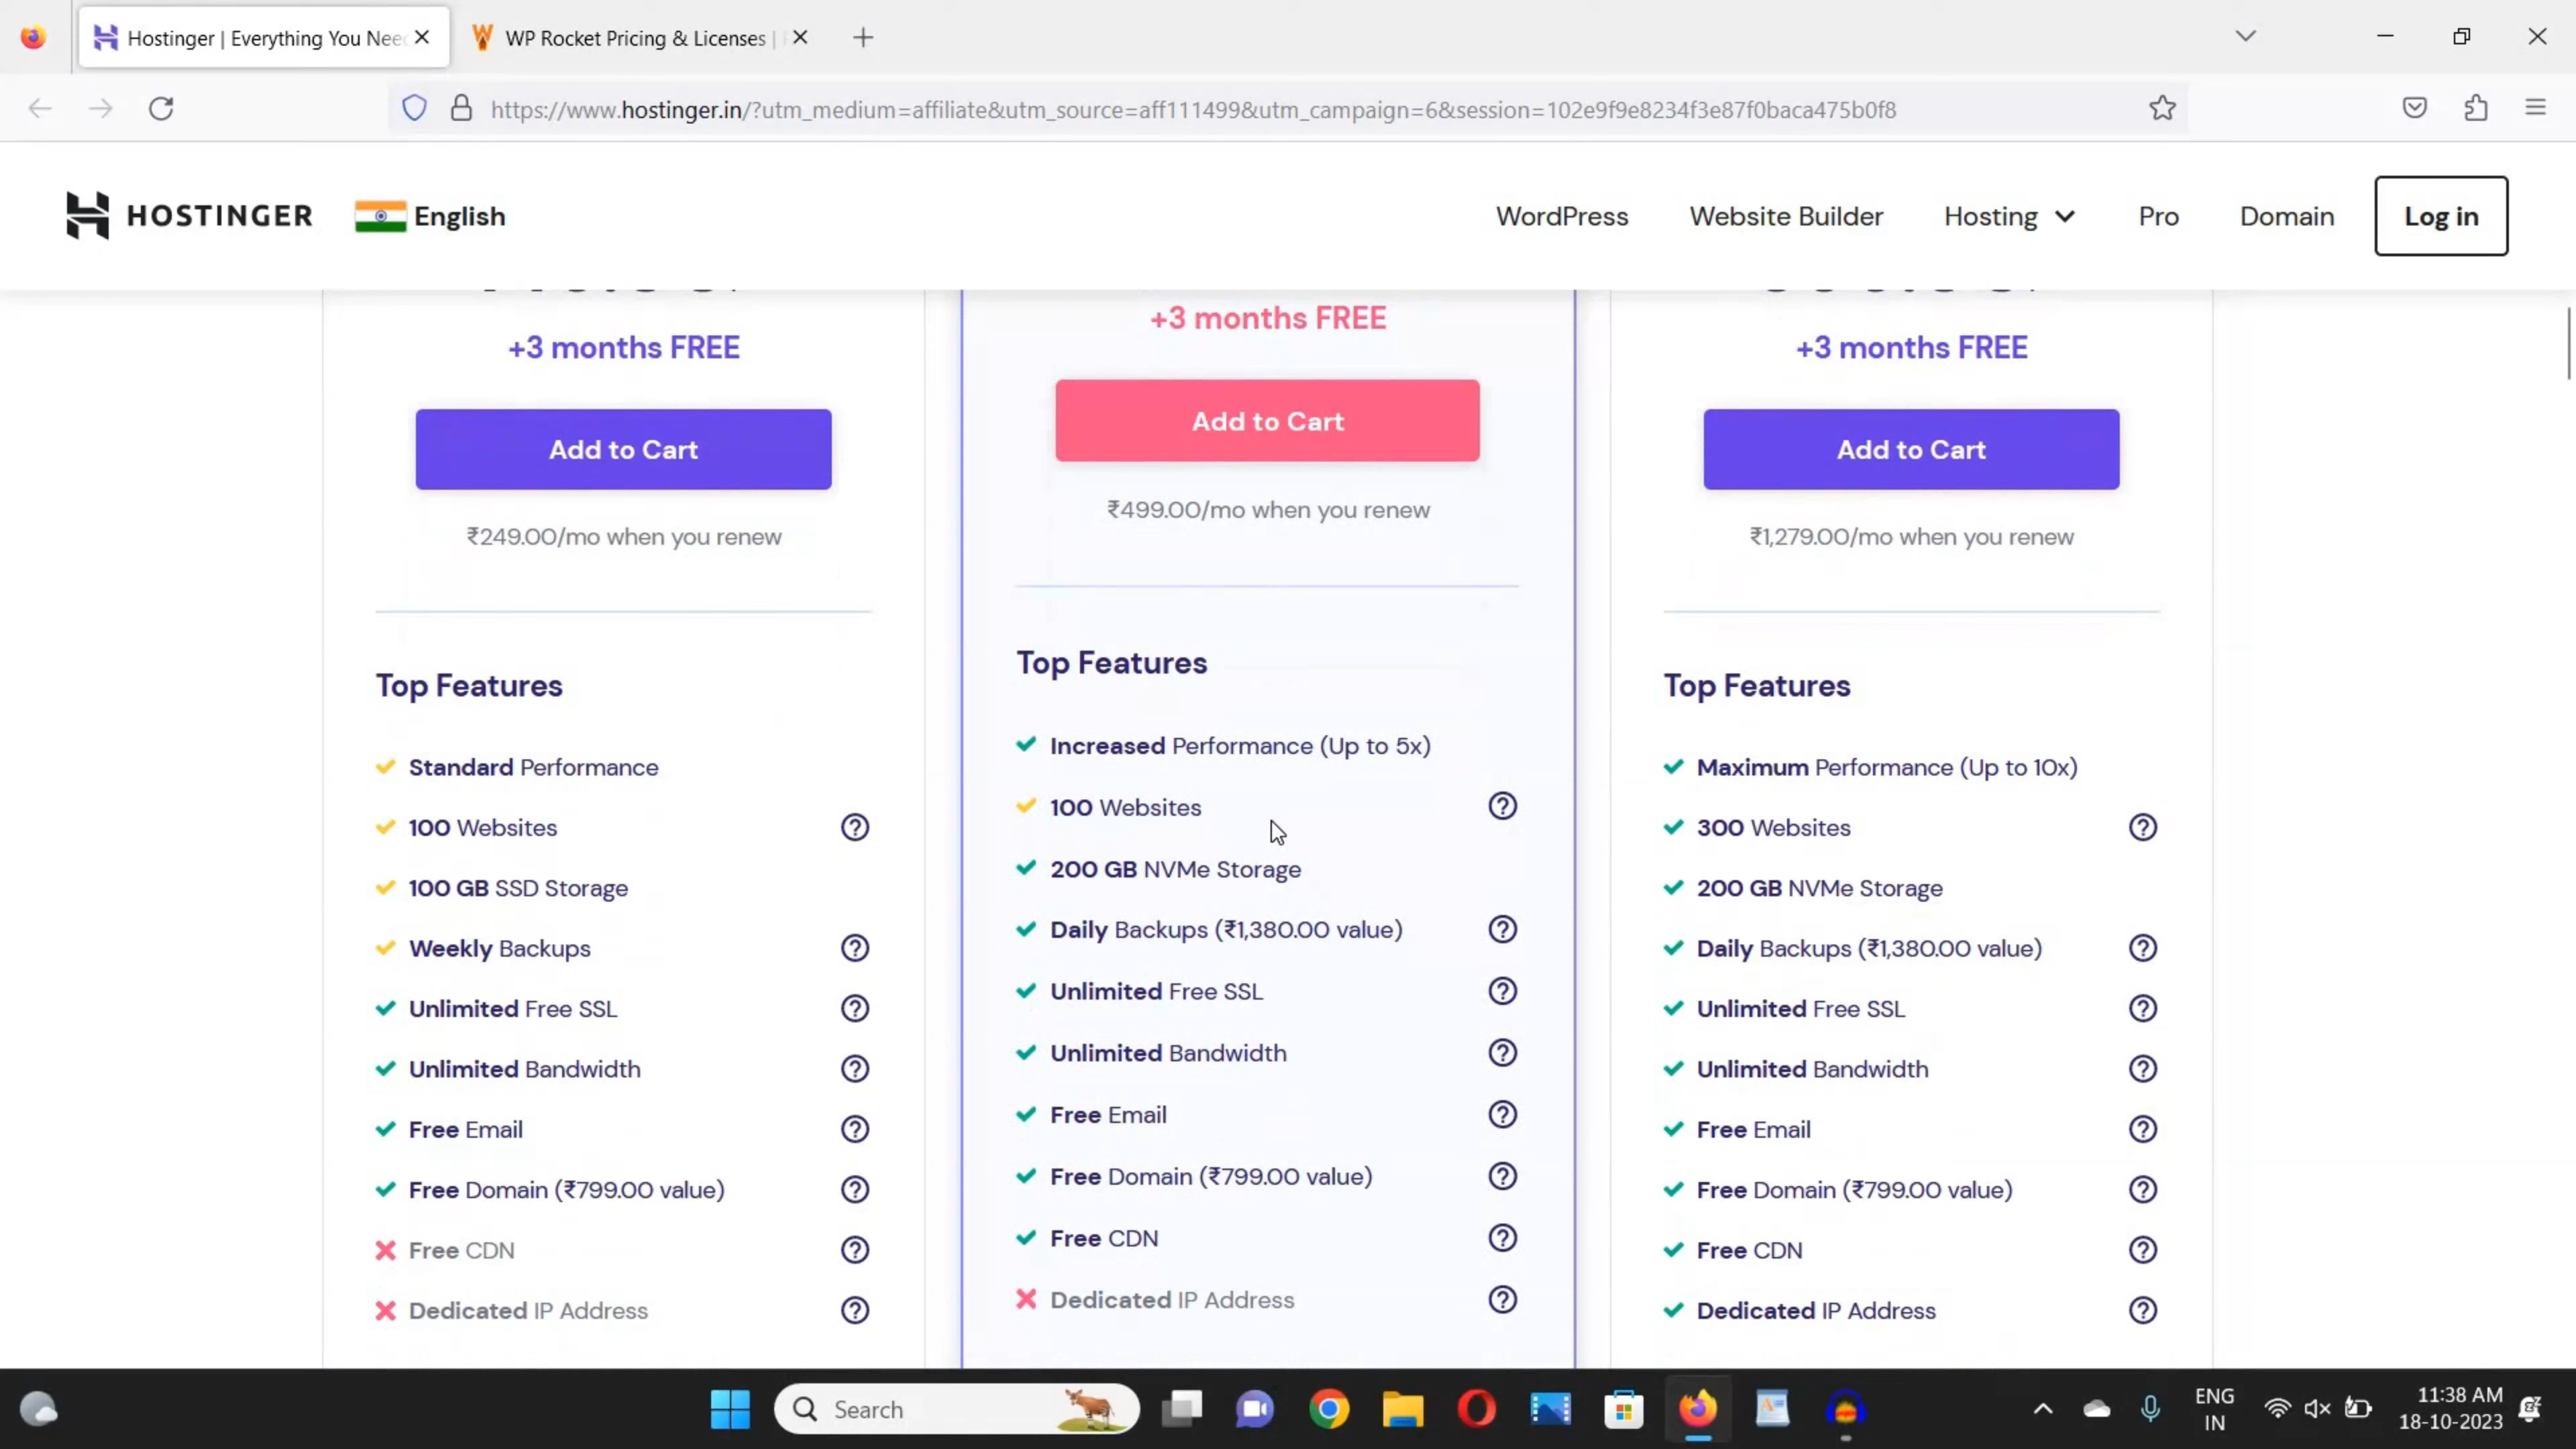 Hostinger | Everything You Nee
WP Rocket Pricing & Licenses |
https://www.hostinger.in/?utm_medium=affiliate&utm_source=aff111499&utm_campaign=6&session=102e9f9e8234f3e87f0baca475b0f8
HOSTINGER
English
WordPress
Website Builder
Hosting
Pro
Domain
Log in
+3 months FREE
Add to Cart
₹249.00/mo when you renew
Top Features
Standard Performance
100 Websites
100 GB SSD Storage
Weekly Backups
Unlimited Free SSL
Unlimited Bandwidth
Free Email
Free Domain (₹799.00 value)
Free CDN
Dedicated IP Address
+3 months FREE
Add to Cart
₹499.00/mo when you renew
Top Features
Increased Performance (Up to 5x)
100 Websites
200 GB NVMe Storage
Daily Backups (₹1,380.00 value)
Unlimited Free SSL
Unlimited Bandwidth
Free Email
Free Domain (₹799.00 value)
Free CDN
Dedicated IP Address
+3 months FREE
Add to Cart
₹1,279.00/mo when you renew
Top Features
Maximum Performance (Up to 10x)
300 Websites
200 GB NVMe Storage
Daily Backups (₹1,380.00 value)
Unlimited Free SSL
Unlimited Bandwidth
Free Email
Free Domain (₹799.00 value)
Free CDN
Dedicated IP Address
Search
ENG
IN
11:38 AM
18-10-2023